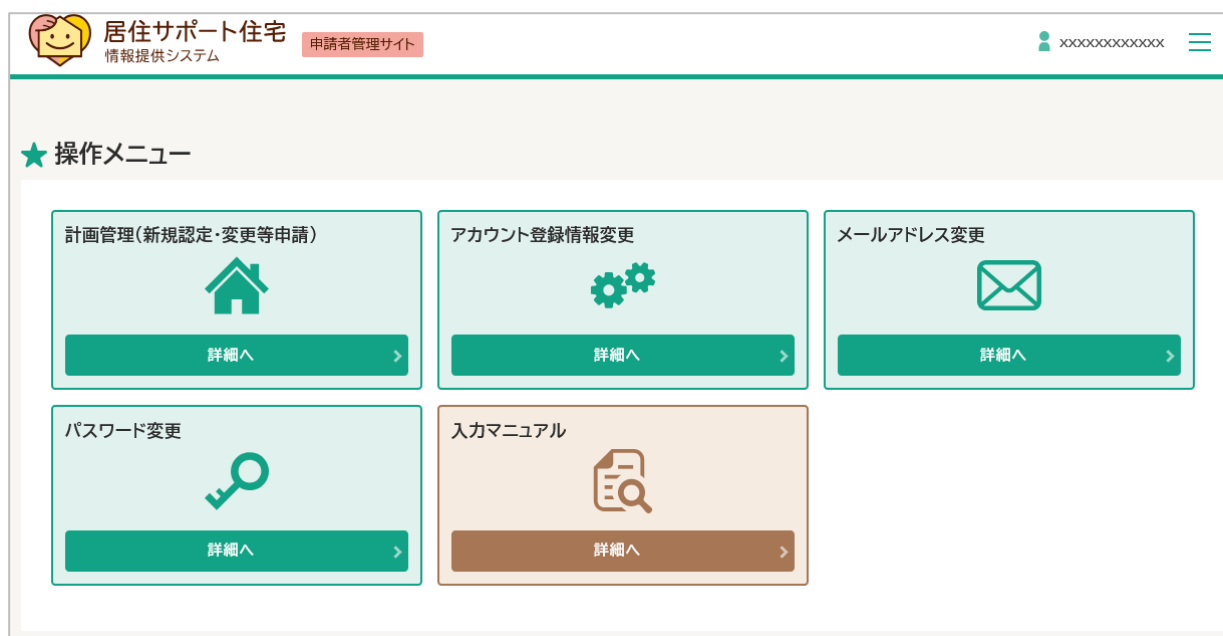 居住サポート住宅
情報提供システム
申請者管理サイト
xxxxxxxxxxxx
操作メニュー
計画管理(新規認定・変更等申請)
詳細へ
アカウント登録情報変更
詳細へ
メールアドレス変更
詳細へ
パスワード変更
詳細へ
入力マニュアル
詳細へ